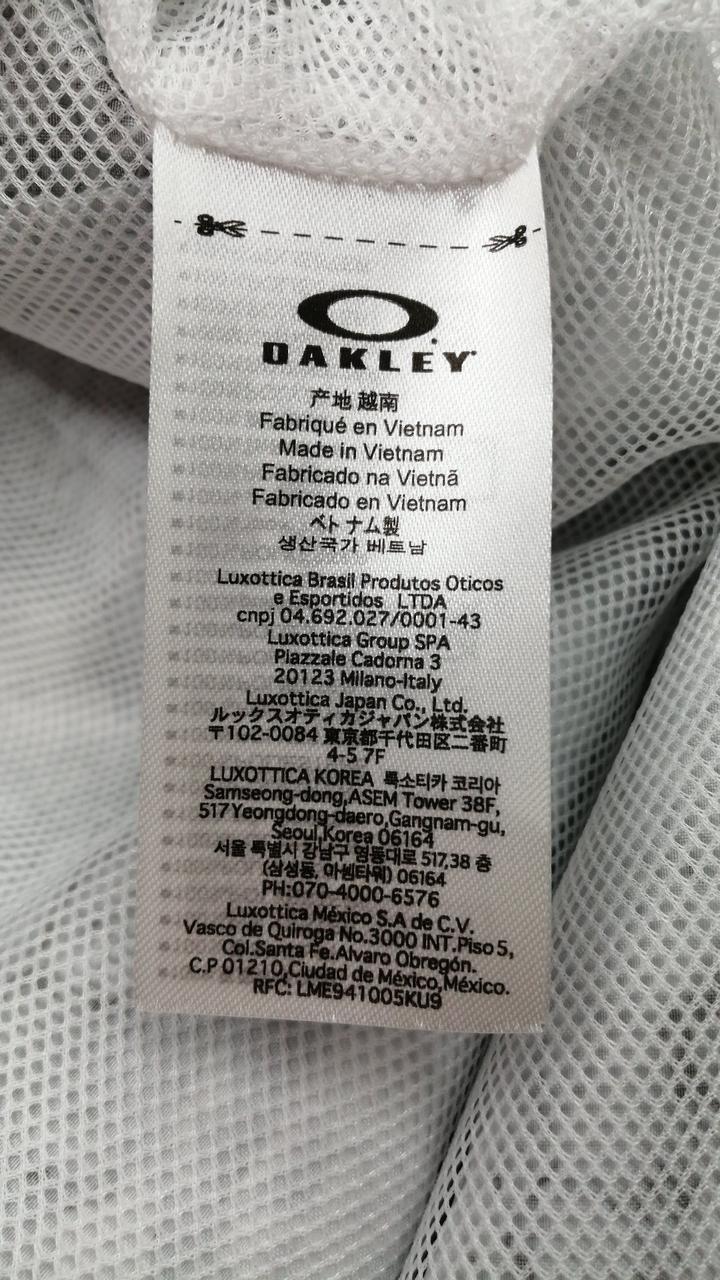 OAKLEY
产地 越南
Fabriqué en Vietnam
Made in Vietnam
Fabricado na Vietnã
Fabricado en Vietnam
ベトナム製
생산국가 베트남
Luxottica Brasil Produtos Oticos
e Esportidos LTDA
cnpj 04.692.027/0001-43
Luxottica Group SPA
Piazzale Cadorna 3
20123 Milano-Italy
Luxottica Japan Co., Ltd.
ルックスオティカジャパン株式会社
〒102-0084 東京都千代田区二番町
4-5 7F
LUXOTTICA KOREA 룩소티카 코리아
Samseong-dong,ASEM Tower 38F,
517 Yeongdong-daero,Gangnam-gu,
Seoul,Korea 06164
서울 특별시 강남구 영동대로 517,38 층
(삼성동, 아셈타워) 06164
PH:070-4000-6576
Luxottica México S.A de C.V.
Vasco de Quiroga No.3000 INT.Piso 5,
Col.Santa Fe.Alvaro Obregón.
C.P 01210,Ciudad de México,México.
RFC: LME941005KU9